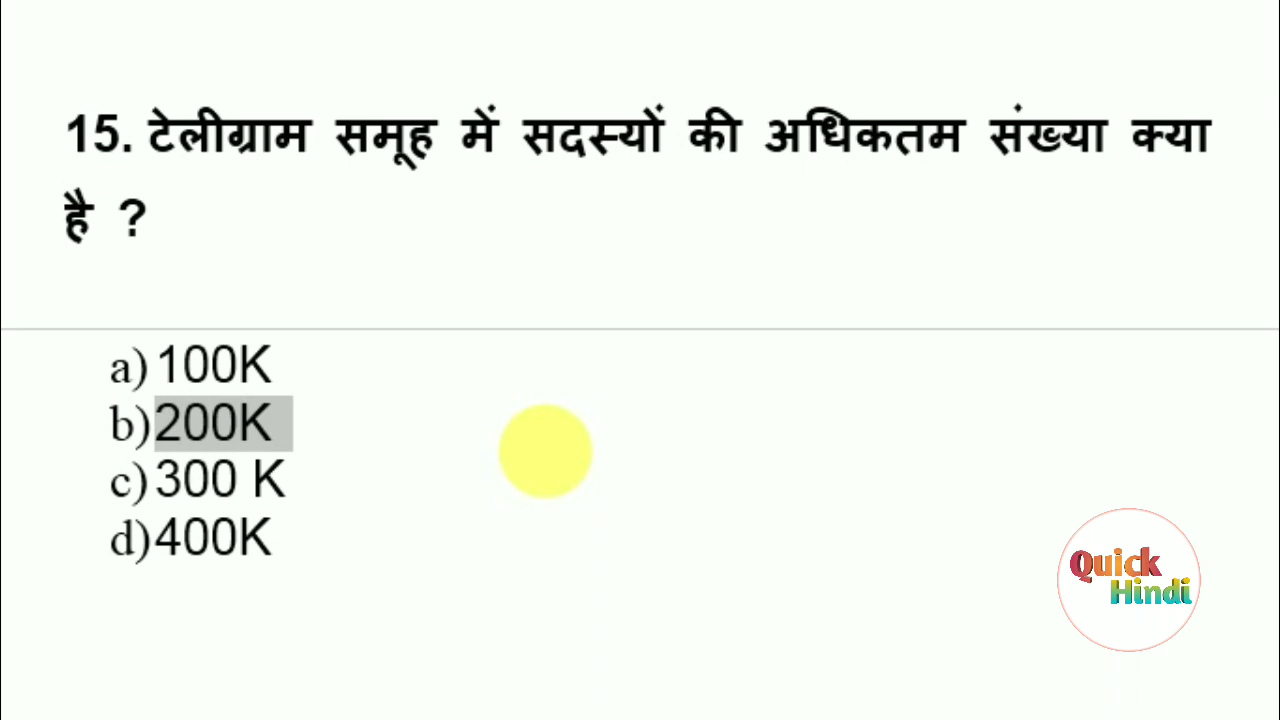 15. टेलीग्राम समूह में सदस्यों की अधिकतम संख्या क्या
है ?
a) 100K
b) 200K
c) 300 K
d) 400K
Quick
Hindi